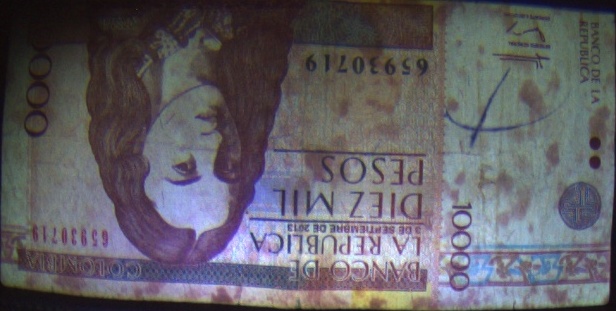 COLOMBIA
BANCO DE
LA REPUBLICA
3 DE SEPTIEMBRE DE 2013
DIEZ MIL
PESOS
65930719
65930719
10000
BANCO DE LA
REPUBLICA